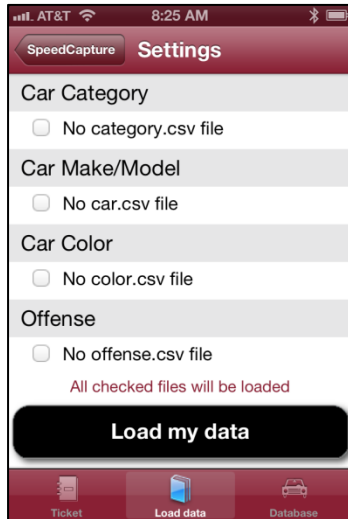 AT&T 8:25 AM
SpeedCapture Settings
Car Category
No category.csv file
Car Make/Model
No car.csv file
Car Color
No color.csv file
Offense
No offense.csv file
All checked files will be loaded
Load my data
Ticket Load data Database